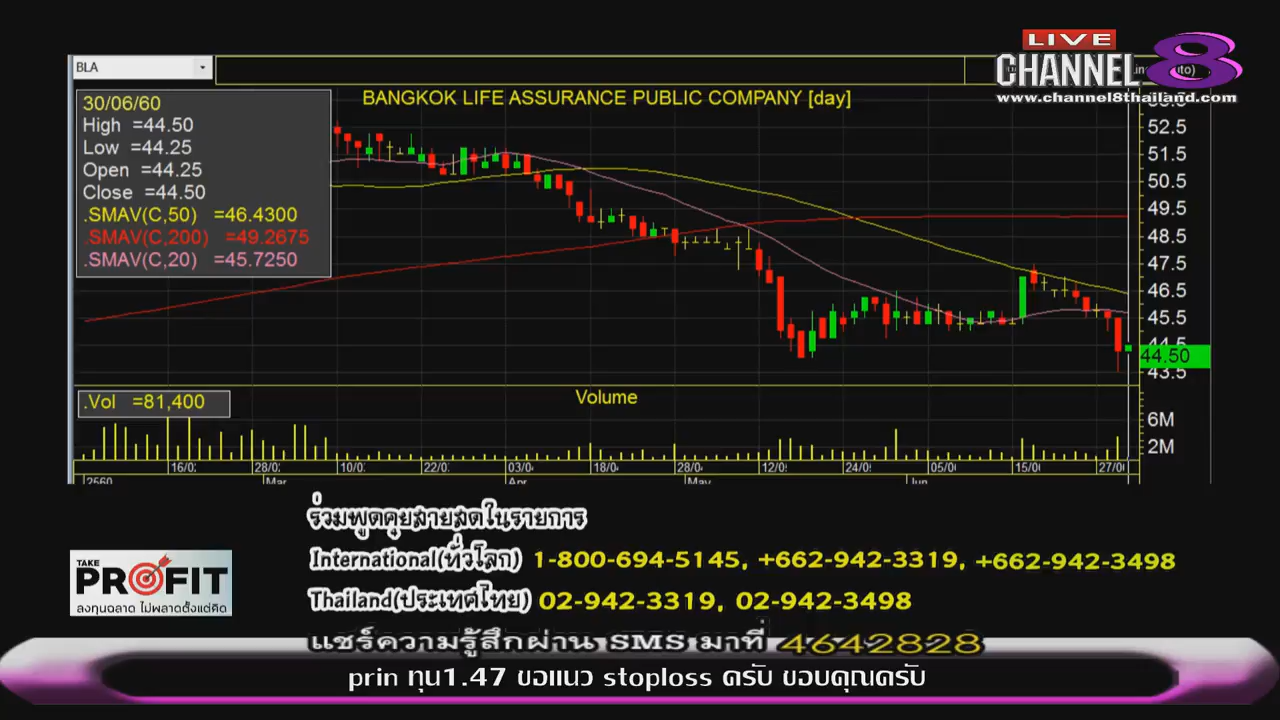 LIVE
CHANNEL 8
www.channel8thailand.com
BLA
30/06/60
High =44.50
Low =44.25
Open =44.25
Close =44.50
.SMAV(C,50) =46.4300
.SMAV(C,200) =49.2675
.SMAV(C,20) =45.7250
BANGKOK LIFE ASSURANCE PUBLIC COMPANY [day]
52.5
51.5
50.5
49.5
48.5
47.5
46.5
45.5
44.5
44.50
43.5
.Vol =81,400
Volume
6M
2M
16/02 28/02 10/0 22/0 03/04 18/04 28/04 12/05 24/05 05/06 15/06 27/06
2560 Mar Apr May Jun
ร่วมพูดคุยสายสดในรายการ
International(ทั่วโลก) 1-800-694-5145, +662-942-3319, +662-942-3498
Thailand(ประเทศไทย) 02-942-3319, 02-942-3498
TAKE
PROFIT
ลงทุนฉลาด ไม่พลาดตั้งแต่คิด
แชร์ความรู้สึกผ่าน SMS มาที่ 4642828
prin ทุน1.47 ขอแนว stoploss ครับ ขอบคุณครับ